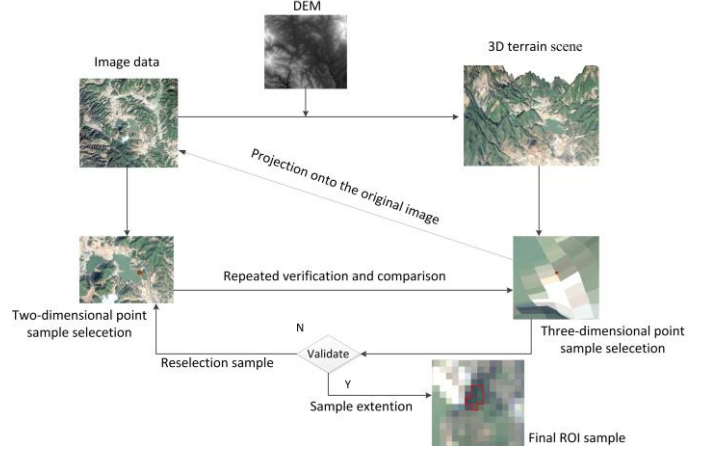 DEM
Image data
3D terrain scene
Projection onto the original image
Repeated verification and comparison
Two-dimensional point
sample selecetion
N
Three-dimensional point
sample selecetion
Validate
Reselection sample
Y
Sample extention
Final ROI sample